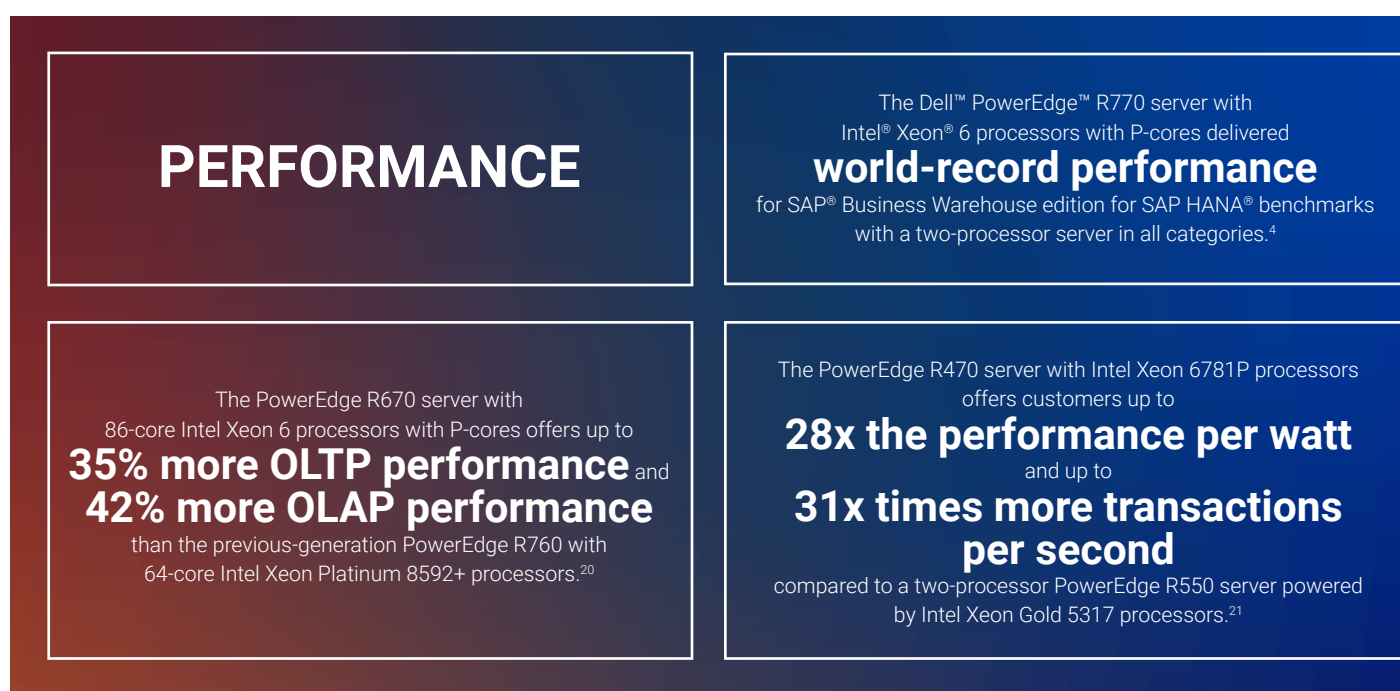 PERFORMANCE
The Dell™ PowerEdge™ R770 server with
Intel® Xeon® 6 processors with P-cores delivered
world-record performance
for SAP® Business Warehouse edition for SAP HANA® benchmarks
with a two-processor server in all categories.4
The PowerEdge R670 server with
86-core Intel Xeon 6 processors with P-cores offers up to
35% more OLTP performance and
42% more OLAP performance
than the previous-generation PowerEdge R760 with
64-core Intel Xeon Platinum 8592+ processors.20
The PowerEdge R470 server with Intel Xeon 6781P processors
offers customers up to
28x the performance per watt
and up to
31x times more transactions
per second
compared to a two-processor PowerEdge R550 server powered
by Intel Xeon Gold 5317 processors.21